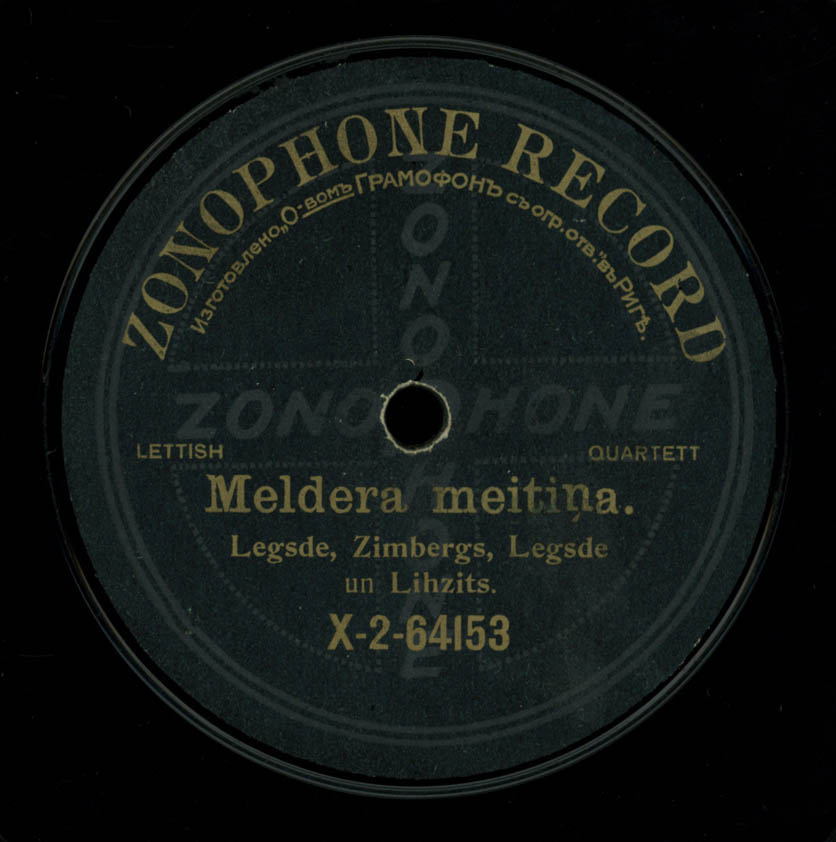 ZONOPHONE RECORD
Изготовлено „О-вомъ ГРАМОФОНЪ съ огр. отв." въ Ригѣ.
ZONOPHONE
ZONOPHONE
LETTISH QUARTETT
Meldera meitiņa.
Legsde, Zimbergs, Legsde
un Lihzits.
X-2-64153